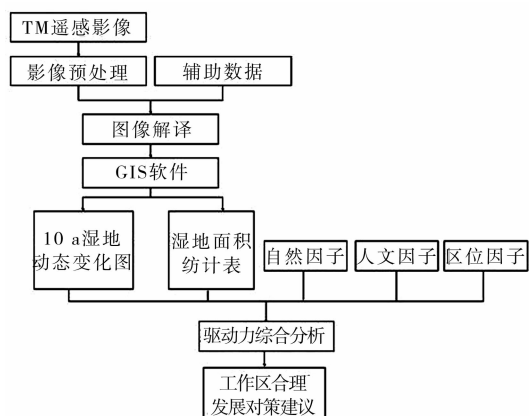 TM遥感影像
影像预处理
辅助数据
图像解译
GIS软件
10 a湿地
动态变化图
湿地面积
统计表
自然因子
人文因子
区位因子
驱动力综合分析
工作区合理
发展对策建议